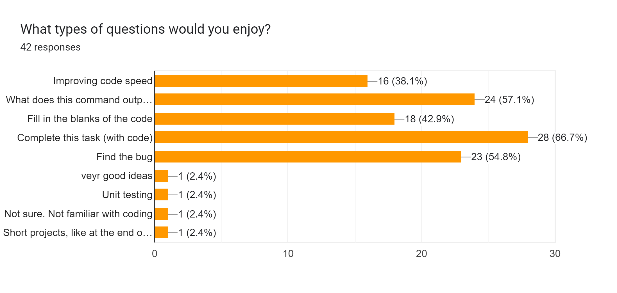 What types of questions would you enjoy?
42 responses
Improving code speed 16 (38.1%)
What does this command outp… 24 (57.1%)
Fill in the blanks of the code 18 (42.9%)
Complete this task (with code) 28 (66.7%)
Find the bug 23 (54.8%)
veyr good ideas 1 (2.4%)
Unit testing 1 (2.4%)
Not sure. Not familiar with coding 1 (2.4%)
Short projects, like at the end o… 1 (2.4%)
0 10 20 30